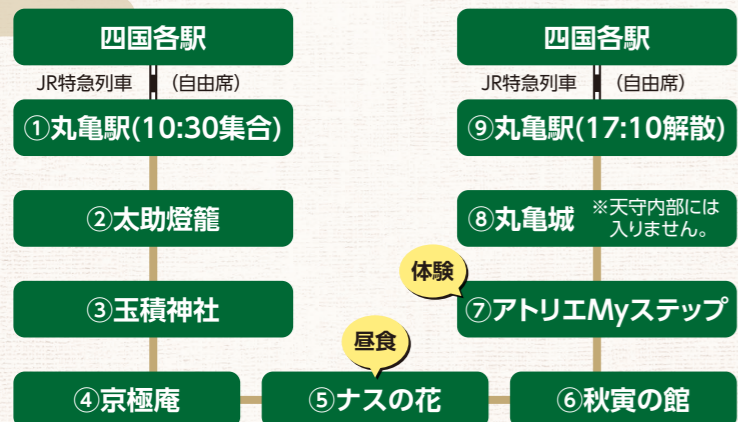 四国各駅
JR特急列車 (自由席)
①丸亀駅(10:30集合)
②太助燈籠
③玉積神社
④京極庵
昼食
⑤ナスの花
⑥秋寅の館
体験
⑦アトリエMyステップ
⑧丸亀城 ※天守内部には
入りません。
⑨丸亀駅(17:10解散)
JR特急列車 (自由席)
四国各駅